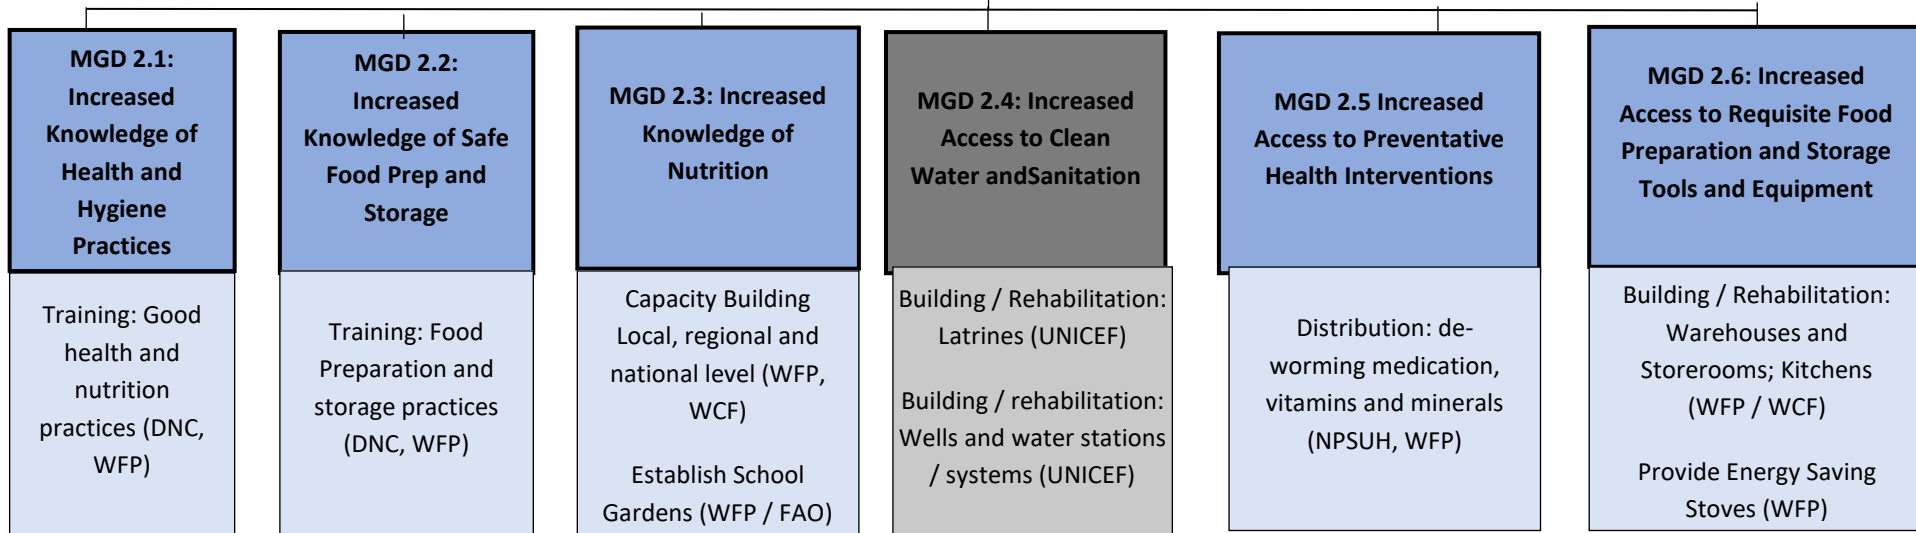 MGD 2.1:
Increased
Knowledge of
Health and
Hygiene
Practices
Training: Good
health and
nutrition
practices (DNC,
WFP)
MGD 2.2:
Increased
Knowledge of Safe
Food Prep and
Storage
Training: Food
Preparation and
storage practices
(DNC, WFP)
MGD 2.3: Increased
Knowledge of
Nutrition
Capacity Building
Local, regional and
national level (WFP,
WCF)
Establish School
Gardens (WFP / FAO)
MGD 2.4: Increased
Access to Clean
Water andSanitation
Building / Rehabilitation:
Latrines (UNICEF)
Building / rehabilitation:
Wells and water stations
/ systems (UNICEF)
MGD 2.5 Increased
Access to Preventative
Health Interventions
Distribution: de-
worming medication,
vitamins and minerals
(NPSUH, WFP)
MGD 2.6: Increased
Access to Requisite Food
Preparation and Storage
Tools and Equipment
Building / Rehabilitation:
Warehouses and
Storerooms; Kitchens
(WFP / WCF)
Provide Energy Saving
Stoves (WFP)